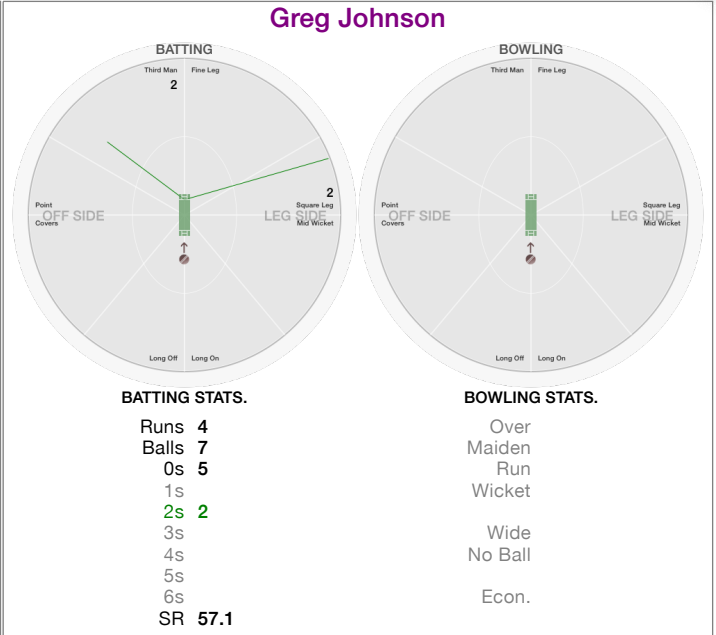 Greg Johnson
BATTING
Third Man Fine Leg
2
2
Point
OFF SIDE
Covers
Square Leg
LEG SIDE
Mid Wicket
Long Off Long On
BOWLING
Third Man Fine Leg
Point
OFF SIDE
Covers
Square Leg
LEG SIDE
Mid Wicket
Long Off Long On
BATTING STATS.
Runs 4
Balls 7
0s 5
1s
2s 2
3s
4s
5s
6s
SR 57.1
BOWLING STATS.
Over
Maiden
Run
Wicket
Wide
No Ball
Econ.